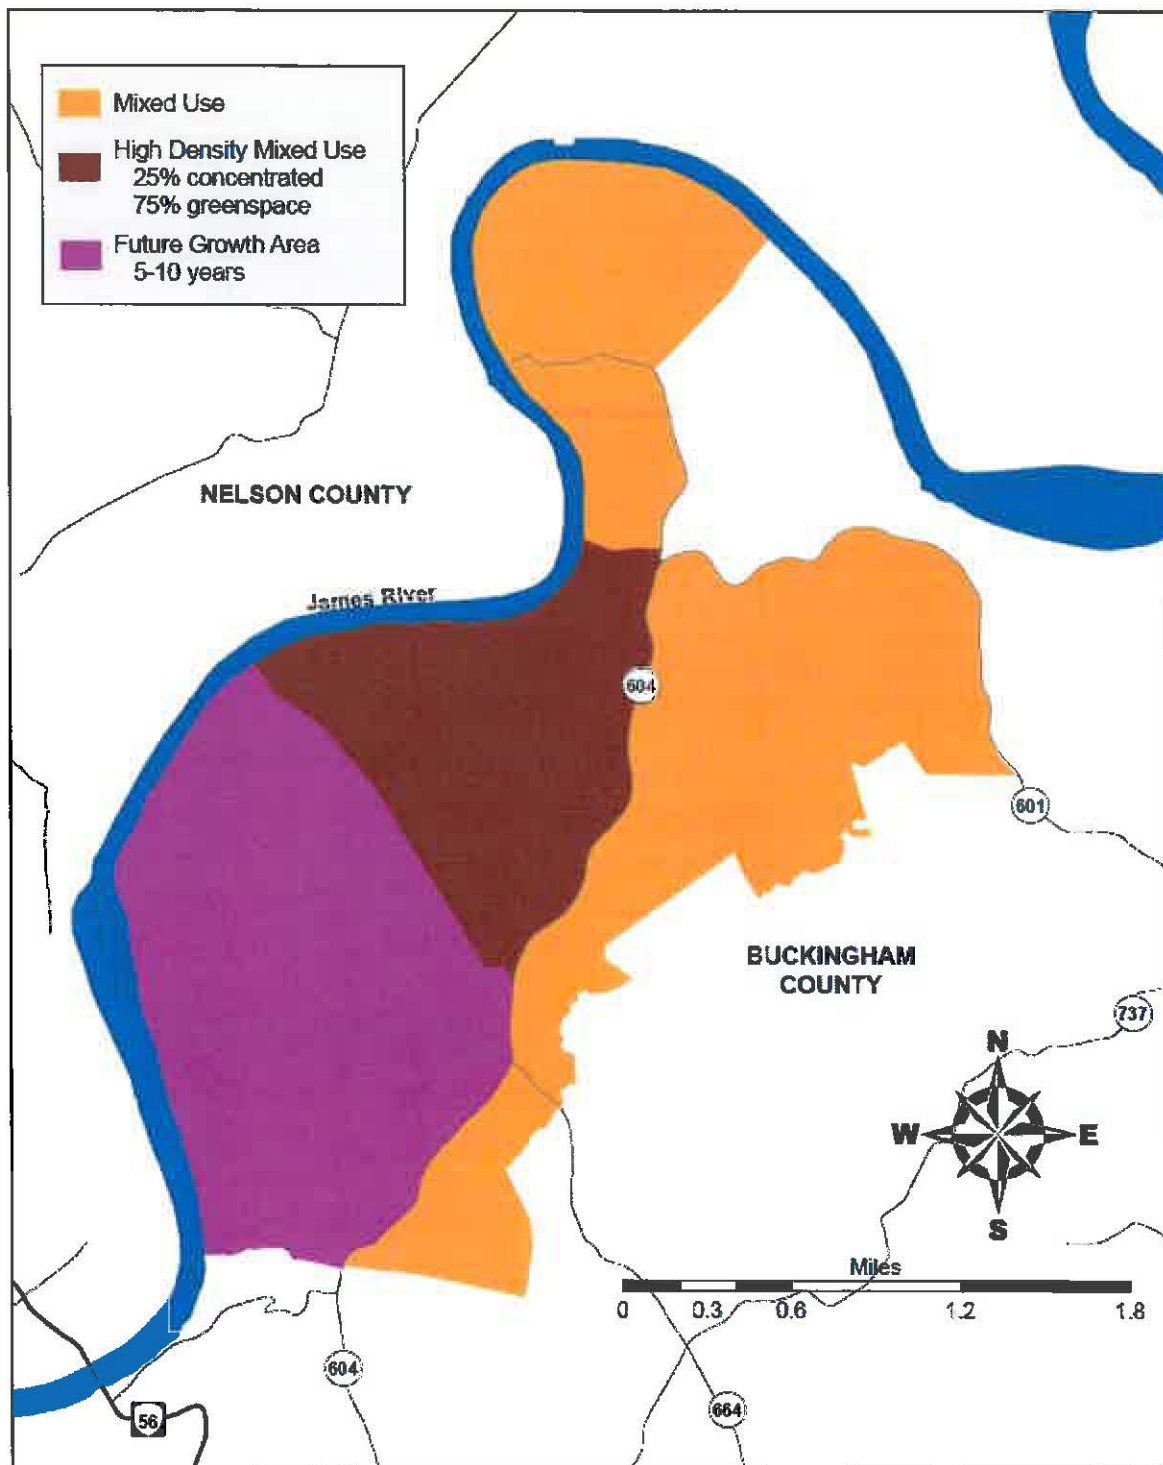 Mixed Use
High Density Mixed Use
25% concentrated
75% greenspace
Future Growth Area
5-10 years
NELSON COUNTY
James River
604
601
BUCKINGHAM
COUNTY
737
N
W
E
S
Miles
0 0.3 0.6 1.2 1.8
604
664
56